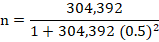 n = 304,392 / 1 + 304,392 (0.5)²